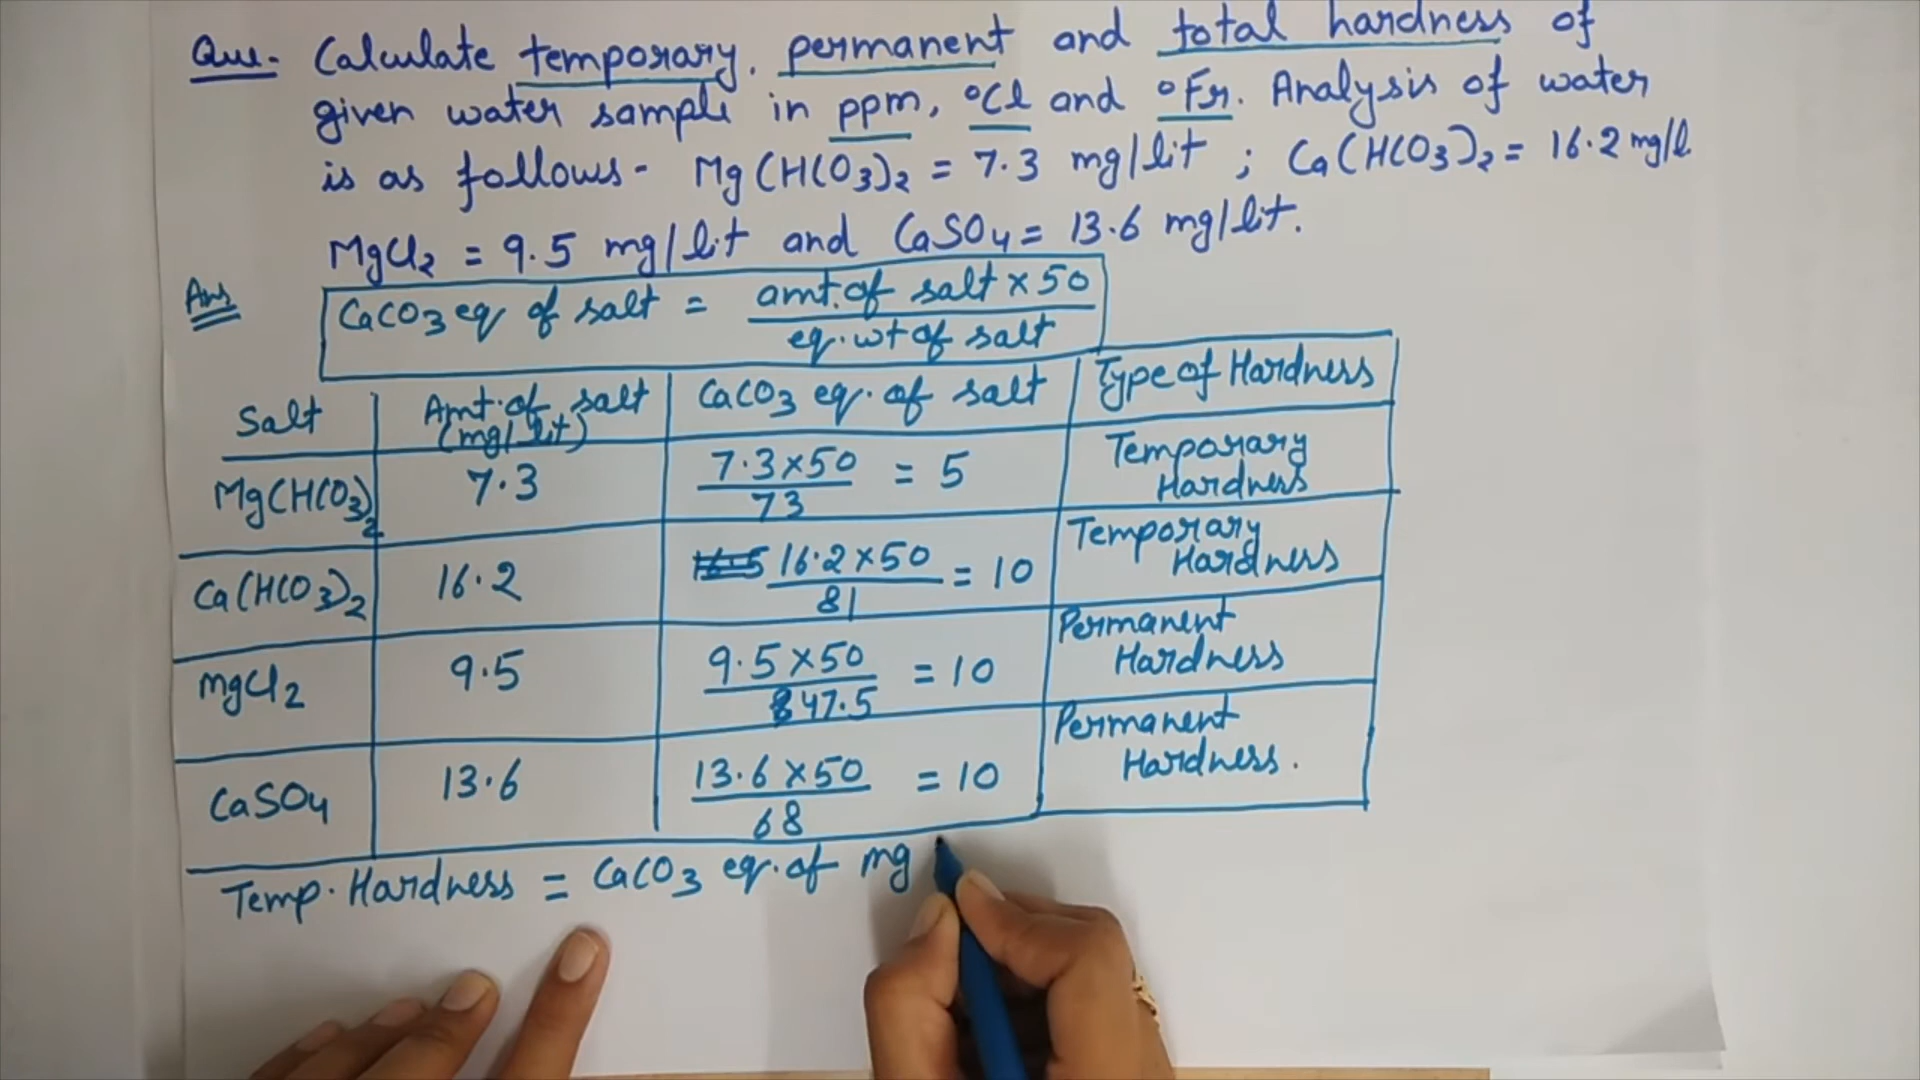 Que- Calculate temporary, permanent and total hardness of
given water sample in ppm, °Cl and °Fr. Analysis of water
is as follows- Mg(HCO3)2 = 7.3 mg/lit ; Ca(HCO3)2 = 16.2 mg/l
MgCl2 = 9.5 mg/lit and CaSO4 = 13.6 mg/lit.
Ans
CaCO3 eq of salt = amt. of salt × 50
eq. wt of salt
Salt Amt. of salt (mg/lit) CaCO3 eq. of salt Type of Hardness
Mg(HCO3)2 7.3 7.3×50 / 73 = 5 Temporary Hardness
Ca(HCO3)2 16.2 16.2×50 / 81 = 10 Temporary Hardness
MgCl2 9.5 9.5×50 / 47.5 = 10 Permanent Hardness
CaSO4 13.6 13.6×50 / 68 = 10 Permanent Hardness.
Temp. Hardness = CaCO3 eq. of mg